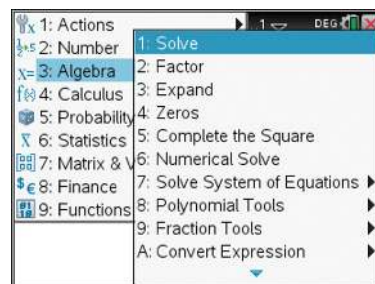 1: Actions
2: Number
3: Algebra
4: Calculus
5: Probability
6: Statistics
7: Matrix & V
8: Finance
9: Functions
1: Solve
2: Factor
3: Expand
4: Zeros
5: Complete the Square
6: Numerical Solve
7: Solve System of Equations
8: Polynomial Tools
9: Fraction Tools
A: Convert Expression
DEG